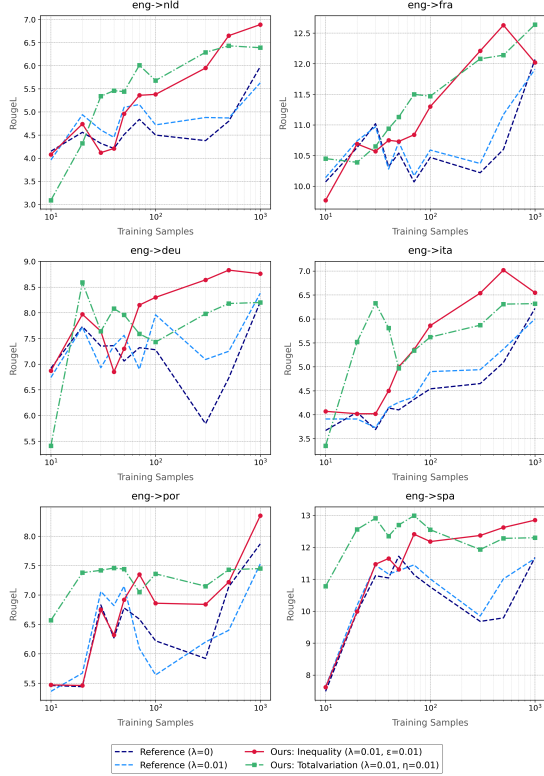 eng->nld
RougeL
7.0
6.5
6.0
5.5
5.0
4.5
4.0
3.5
3.0
10¹ 10² 10³
Training Samples
eng->fra
RougeL
12.5
12.0
11.5
11.0
10.5
10.0
10¹ 10² 10³
Training Samples
eng->deu
RougeL
9.0
8.5
8.0
7.5
7.0
6.5
6.0
5.5
10¹ 10² 10³
Training Samples
eng->ita
RougeL
7.0
6.5
6.0
5.5
5.0
4.5
4.0
3.5
10¹ 10² 10³
Training Samples
eng->por
RougeL
8.0
7.5
7.0
6.5
6.0
5.5
10¹ 10² 10³
Training Samples
eng->spa
RougeL
13
12
11
10
9
8
10¹ 10² 10³
Training Samples
Reference (λ=0)
Reference (λ=0.01)
Ours: Inequality (λ=0.01, ε=0.01)
Ours: Totalvariation (λ=0.01, η=0.01)